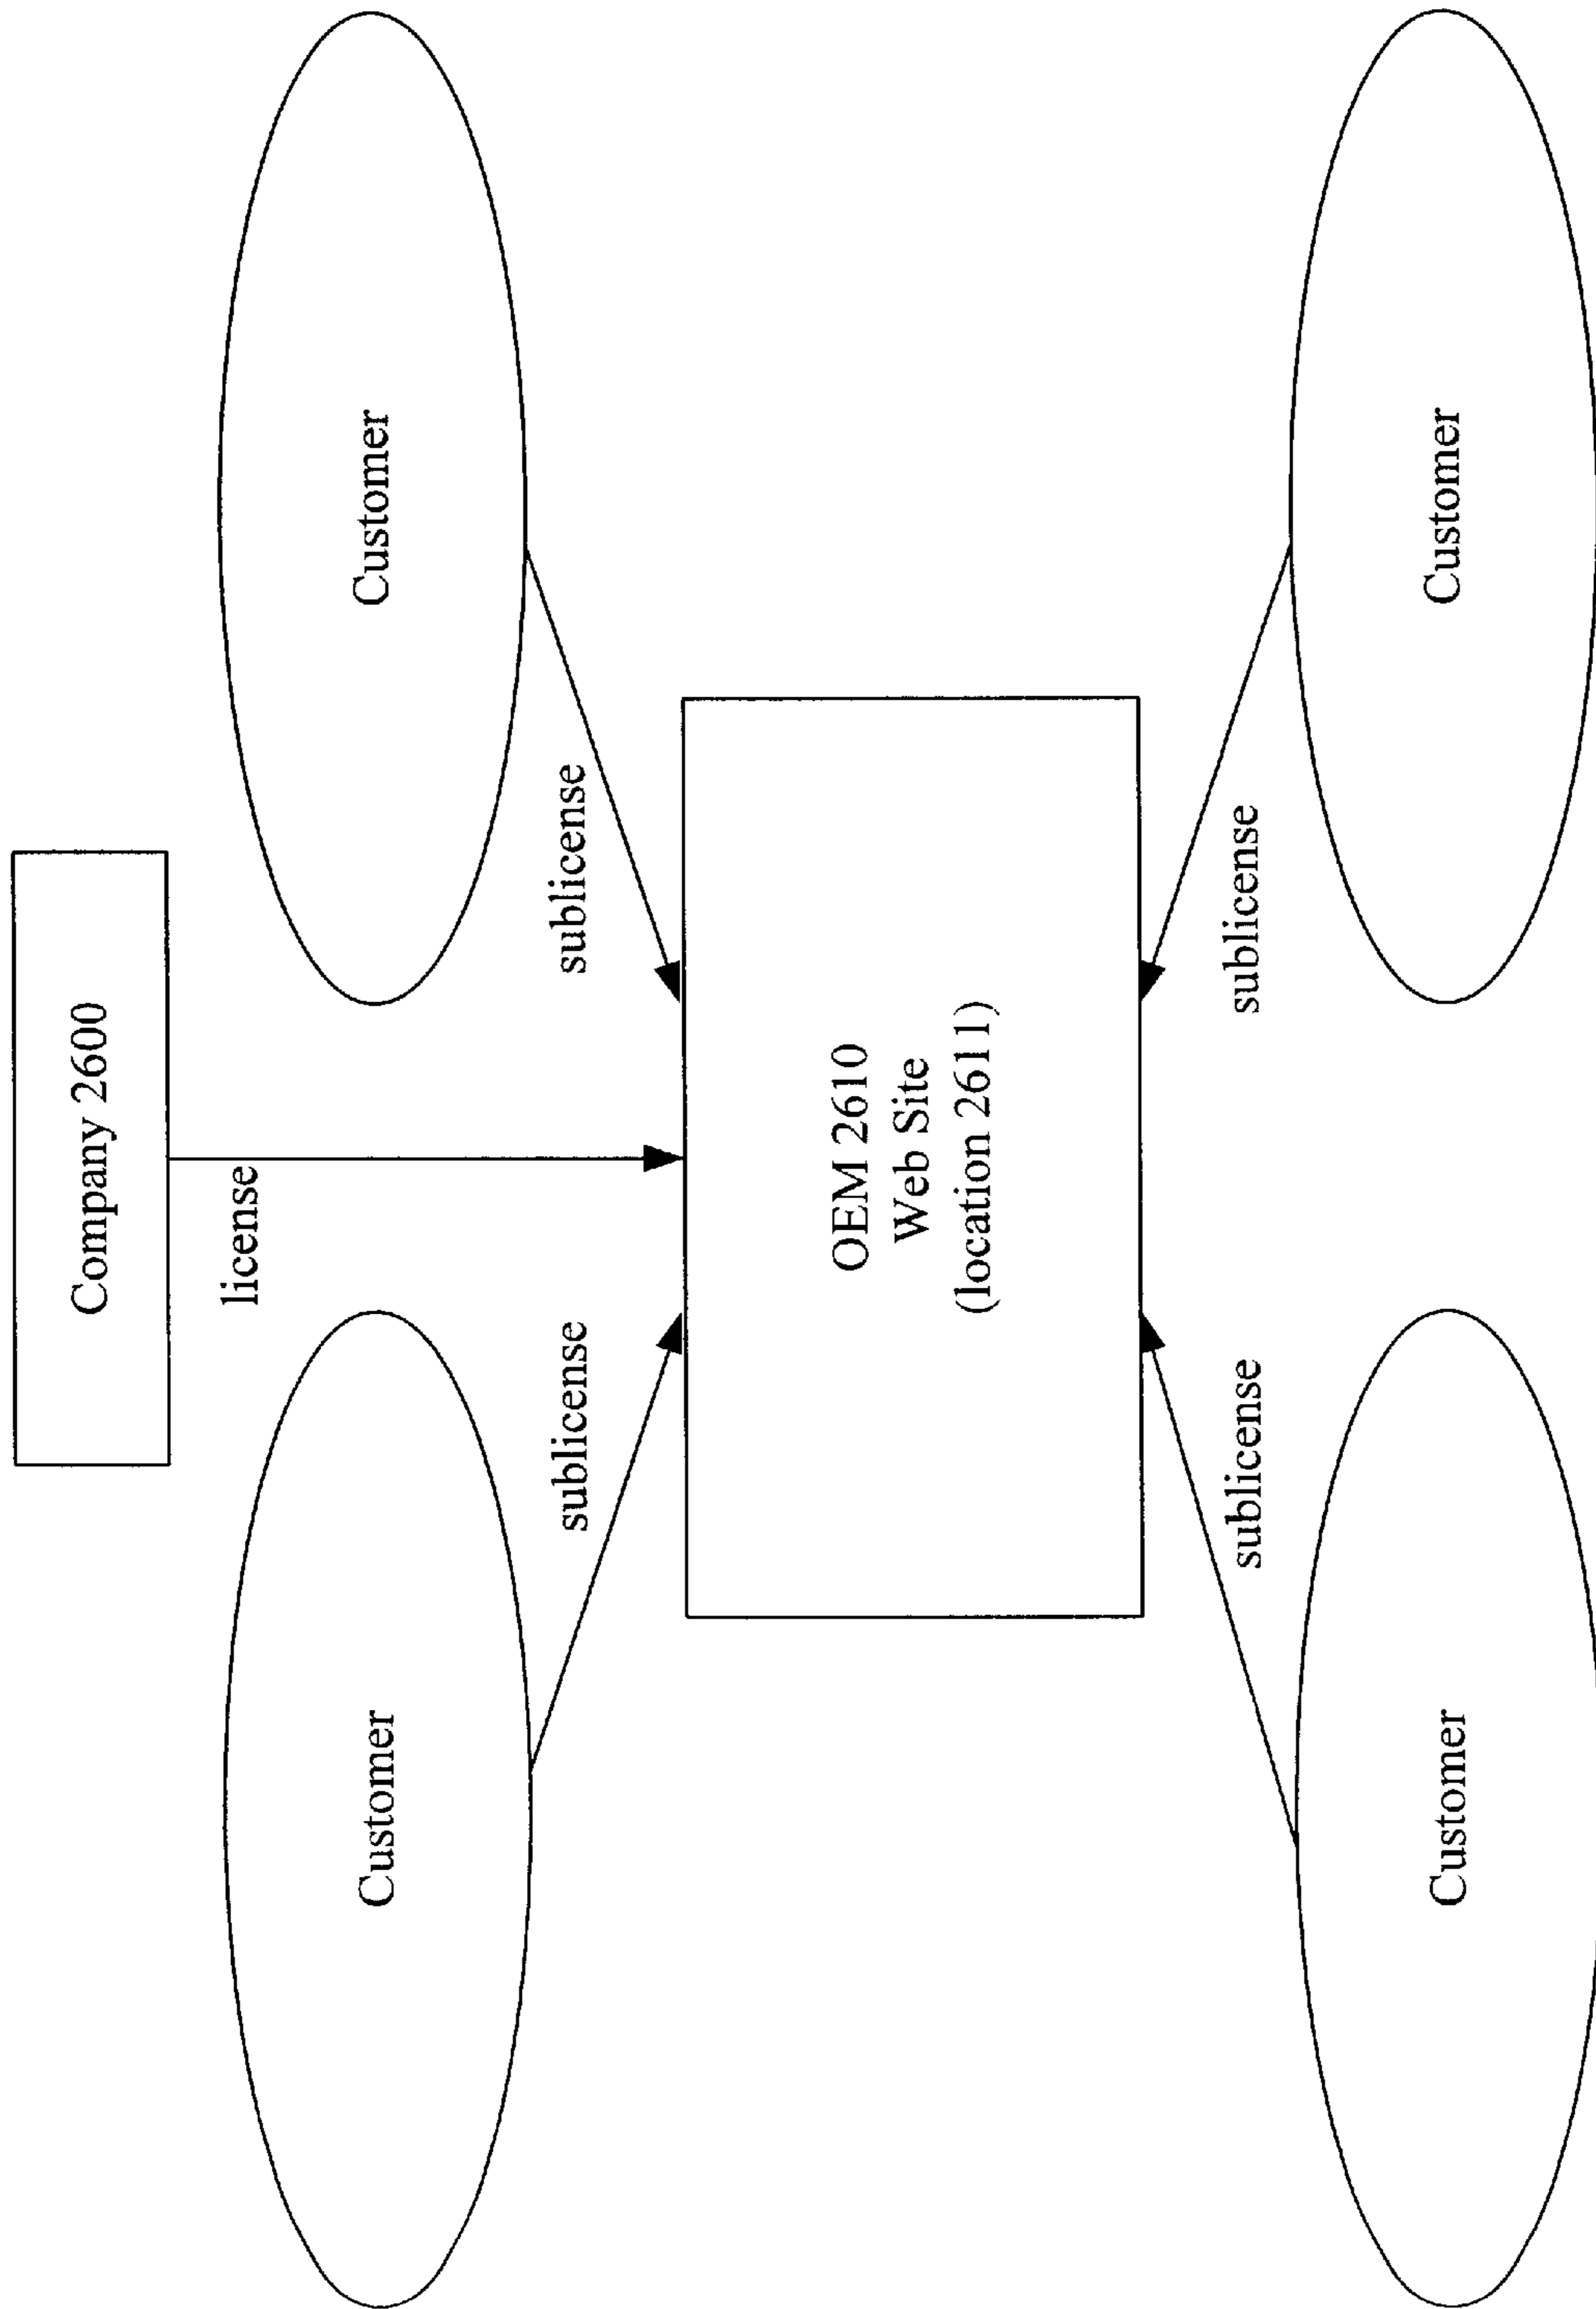 Company 2600
license
Customer
Customer
sublicense
sublicense
OEM 2610
Web Site
(location 2611)
sublicense
sublicense
Customer
Customer